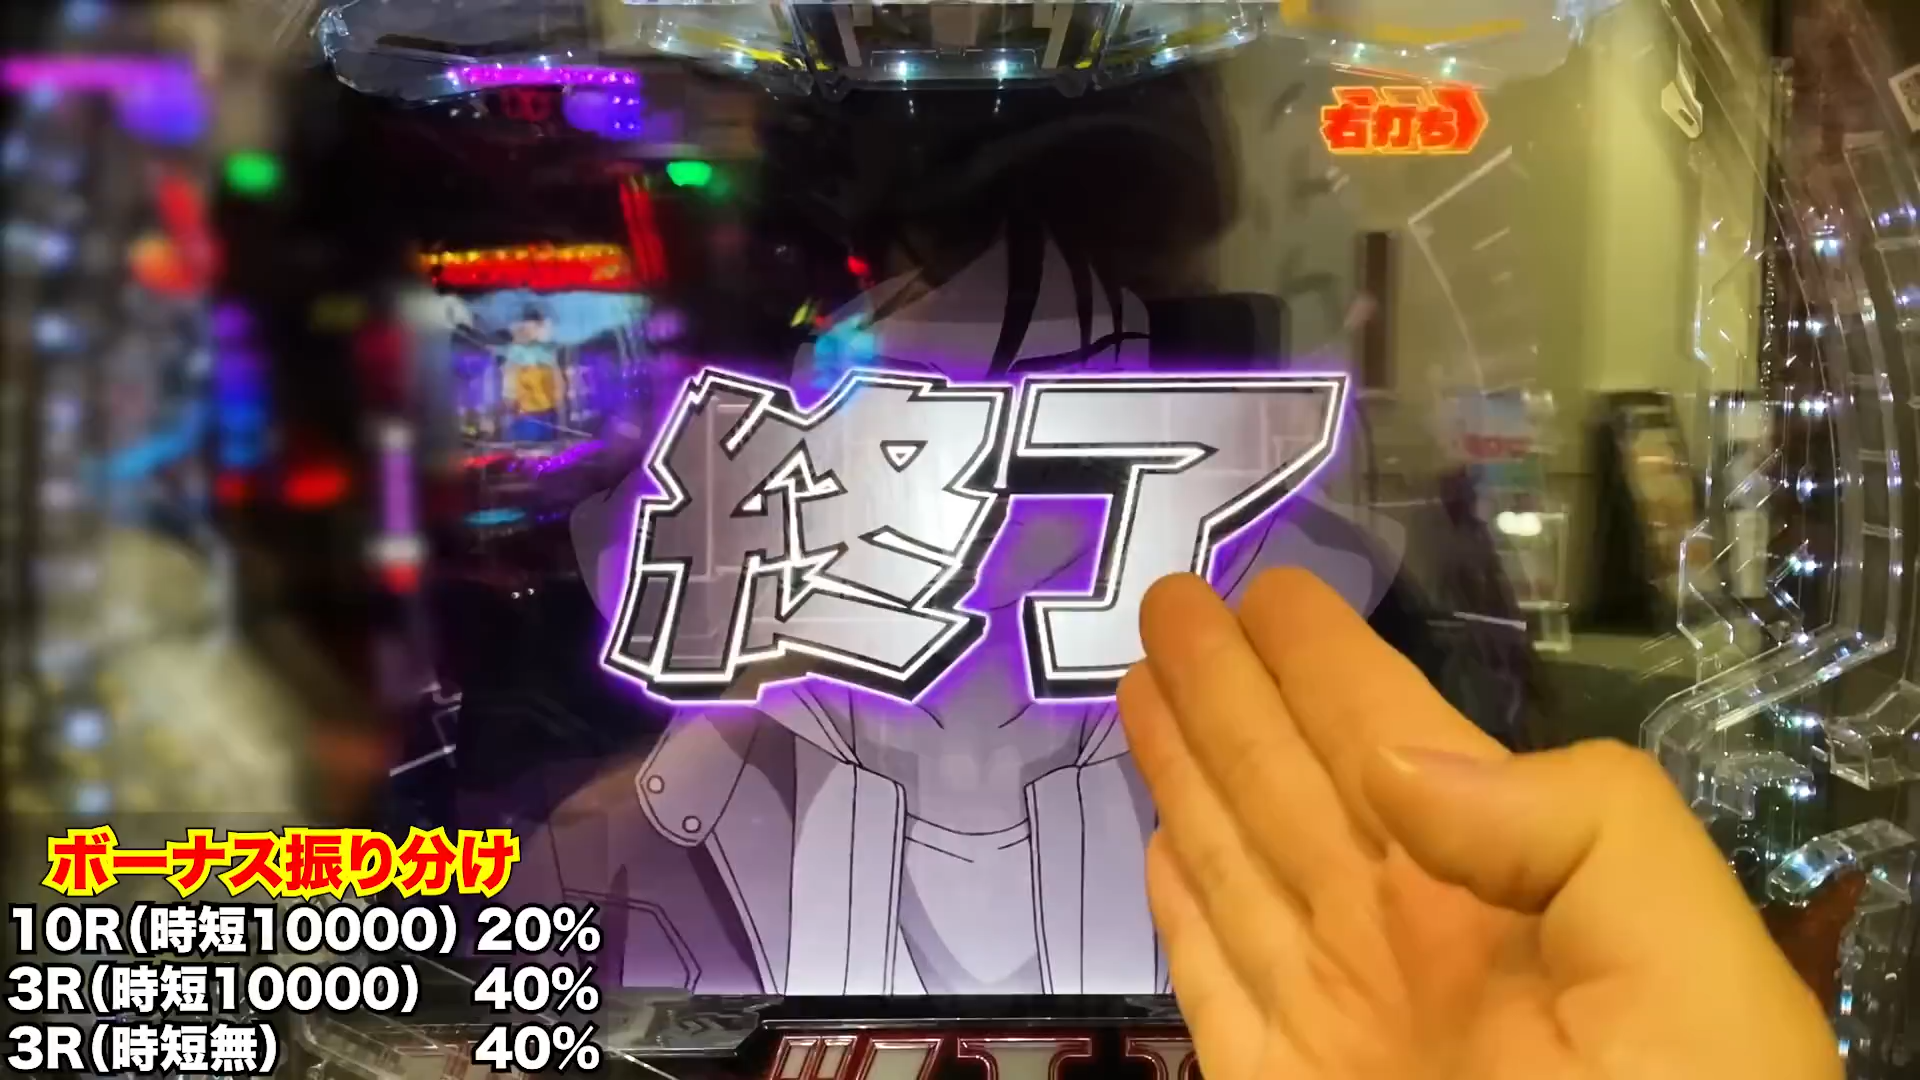 右打ち
終了
ボーナス振り分け
10R(時短10000) 20%
3R(時短10000) 40%
3R(時短無) 40%